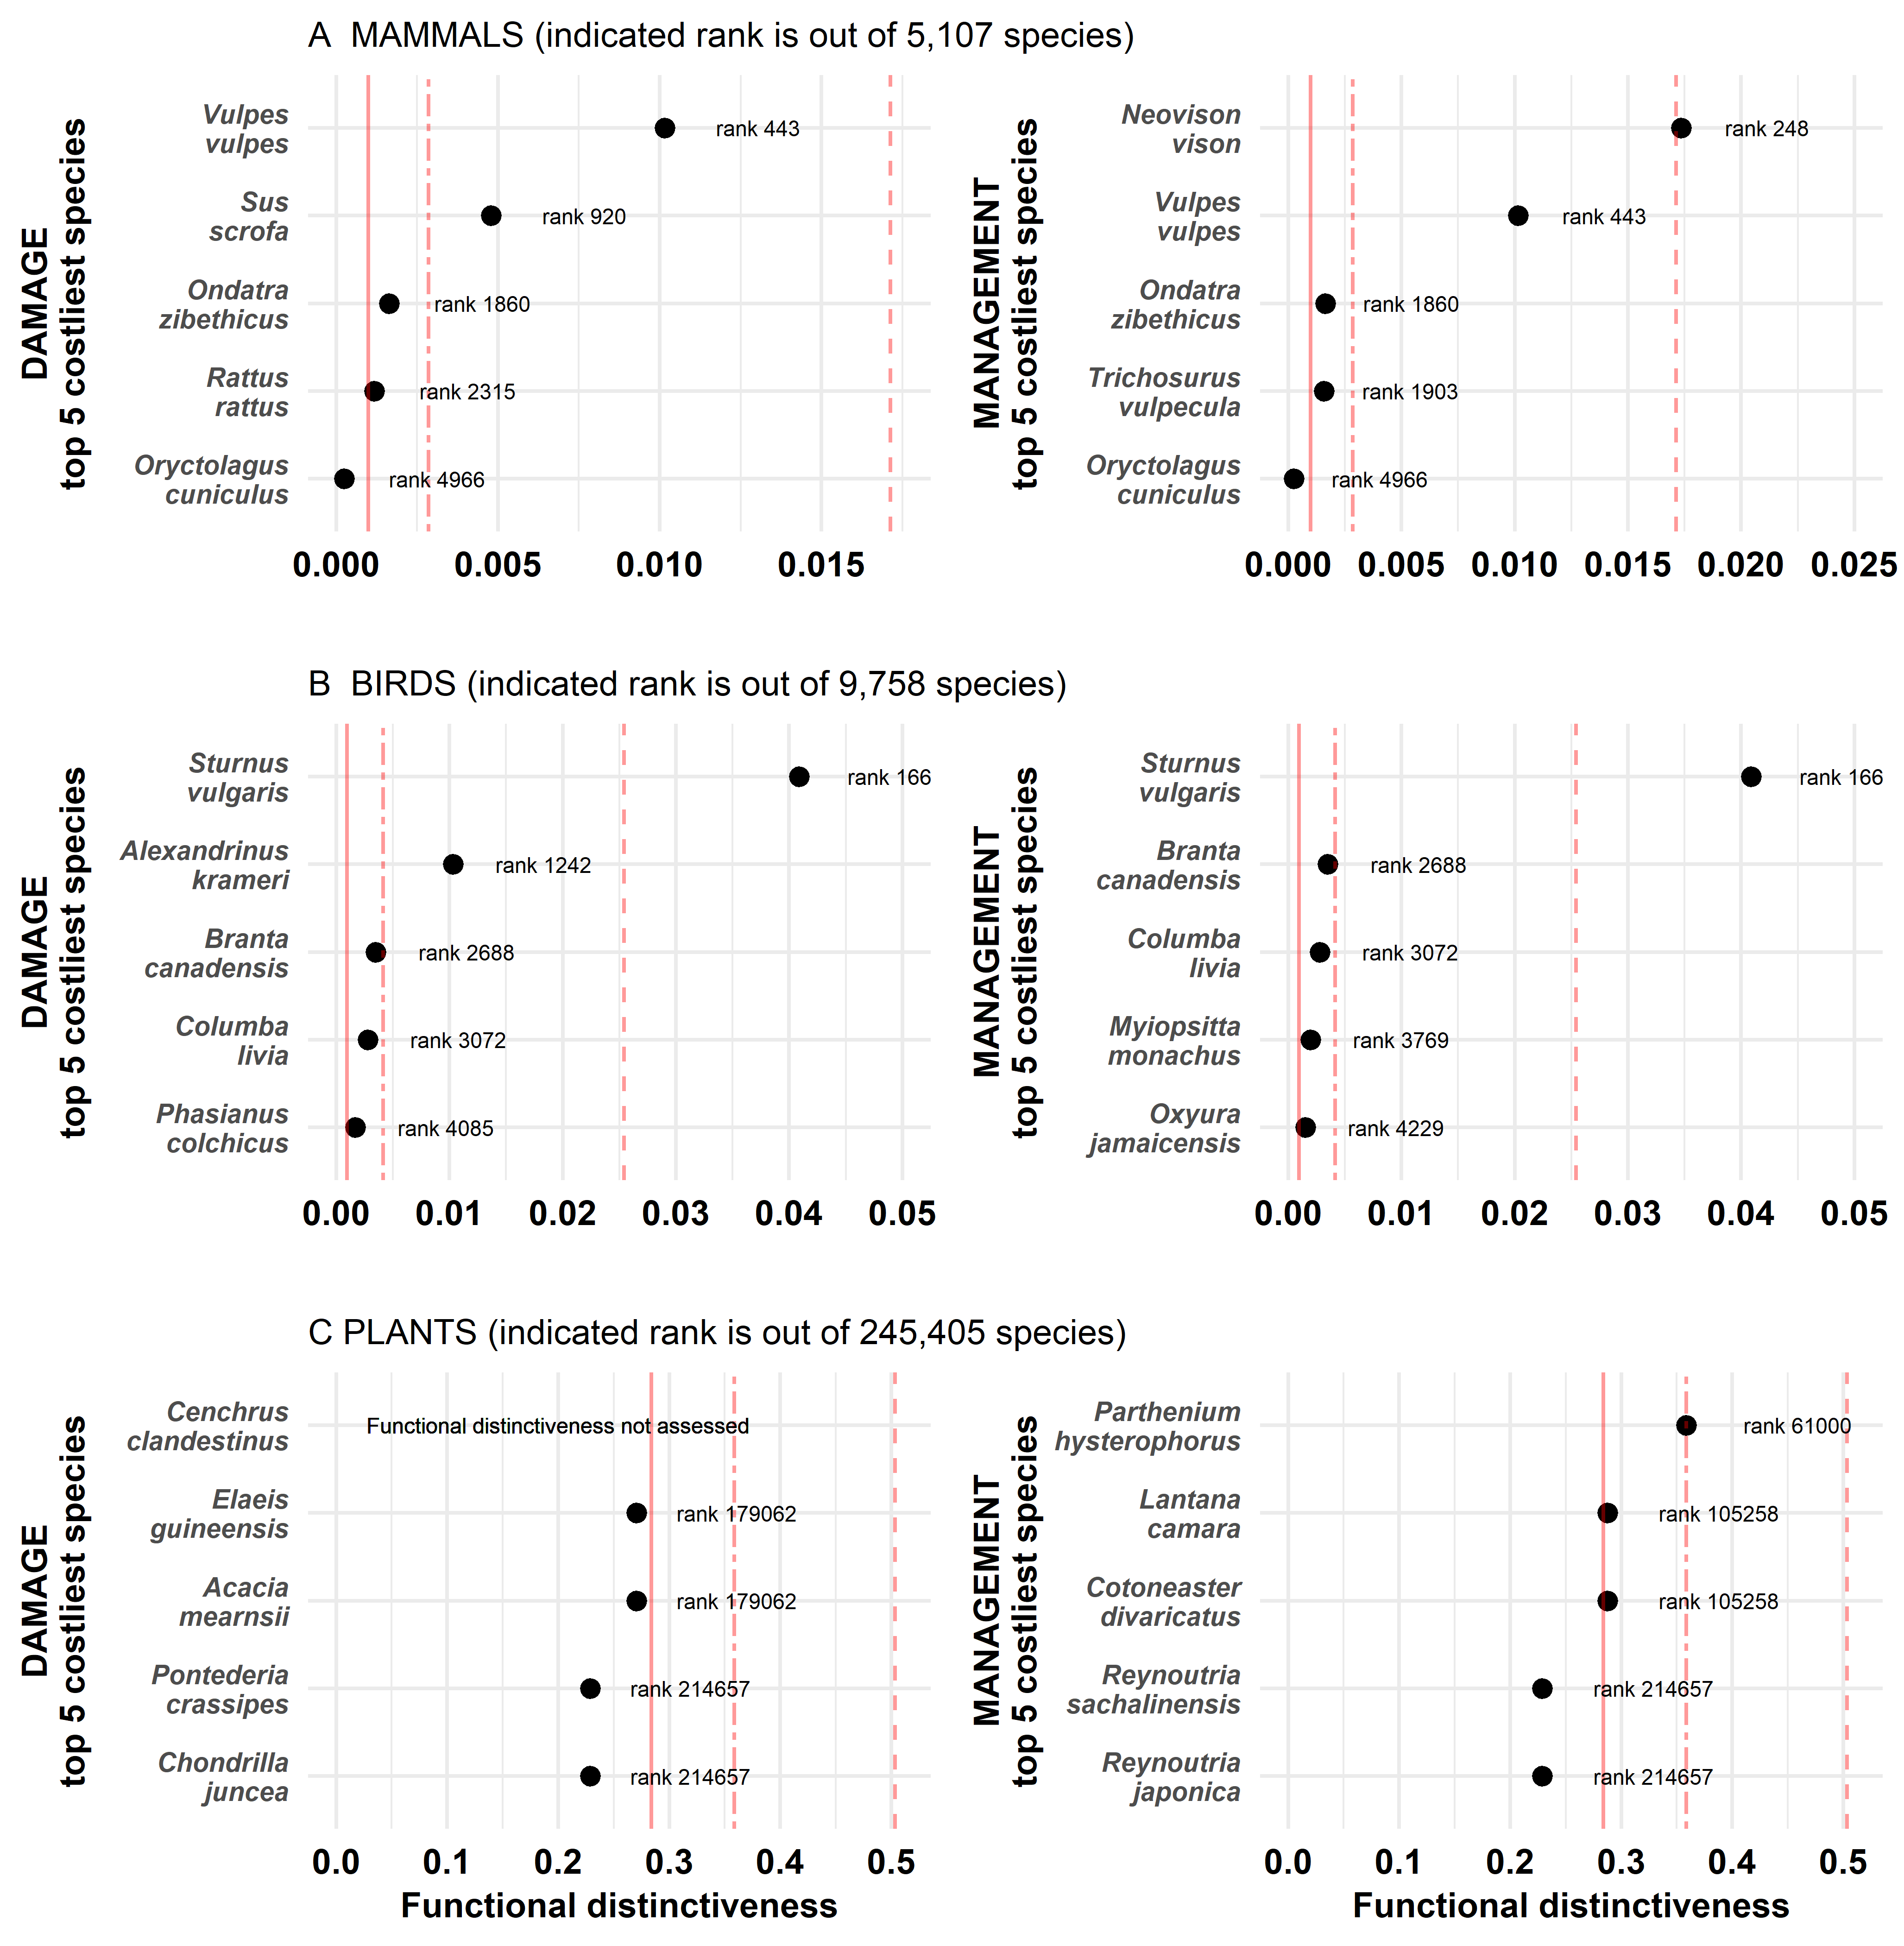 A MAMMALS (indicated rank is out of 5,107 species)
DAMAGE
top 5 costliest species
Vulpes
vulpes
rank 443
Sus
scrofa
rank 920
Ondatra
zibethicus
rank 1860
Rattus
rattus
rank 2315
Oryctolagus
cuniculus
rank 4966
0.000 0.005 0.010 0.015
MANAGEMENT
top 5 costliest species
Neovison
vison
rank 248
Vulpes
vulpes
rank 443
Ondatra
zibethicus
rank 1860
Trichosurus
vulpecula
rank 1903
Oryctolagus
cuniculus
rank 4966
0.000 0.005 0.010 0.015 0.020 0.025
B BIRDS (indicated rank is out of 9,758 species)
DAMAGE
top 5 costliest species
Sturnus
vulgaris
rank 166
Alexandrinus
krameri
rank 1242
Branta
canadensis
rank 2688
Columba
livia
rank 3072
Phasianus
colchicus
rank 4085
0.00 0.01 0.02 0.03 0.04 0.05
MANAGEMENT
top 5 costliest species
Sturnus
vulgaris
rank 166
Branta
canadensis
rank 2688
Columba
livia
rank 3072
Myiopsitta
monachus
rank 3769
Oxyura
jamaicensis
rank 4229
0.00 0.01 0.02 0.03 0.04 0.05
C PLANTS (indicated rank is out of 245,405 species)
DAMAGE
top 5 costliest species
Cenchrus
clandestinus
Functional distinctiveness not assessed
Elaeis
guineensis
rank 179062
Acacia
mearnsii
rank 179062
Pontederia
crassipes
rank 214657
Chondrilla
juncea
rank 214657
0.0 0.1 0.2 0.3 0.4 0.5
Functional distinctiveness
MANAGEMENT
top 5 costliest species
Parthenium
hysterophorus
rank 61000
Lantana
camara
rank 105258
Cotoneaster
divaricatus
rank 105258
Reynoutria
sachalinensis
rank 214657
Reynoutria
japonica
rank 214657
0.0 0.1 0.2 0.3 0.4 0.5
Functional distinctiveness